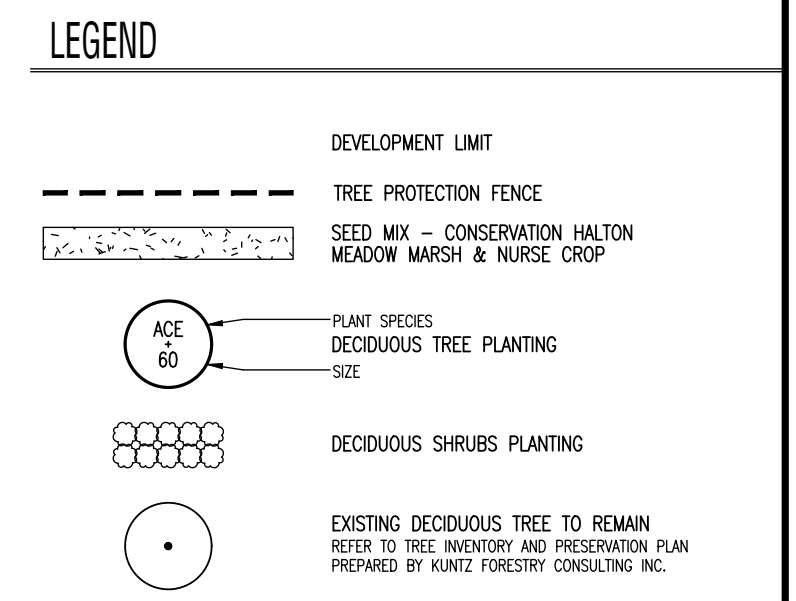 LEGEND
DEVELOPMENT LIMIT
TREE PROTECTION FENCE
SEED MIX – CONSERVATION HALTON
MEADOW MARSH & NURSE CROP
ACE
+
60
PLANT SPECIES
DECIDUOUS TREE PLANTING
SIZE
DECIDUOUS SHRUBS PLANTING
EXISTING DECIDUOUS TREE TO REMAIN
REFER TO TREE INVENTORY AND PRESERVATION PLAN
PREPARED BY KUNTZ FORESTRY CONSULTING INC.